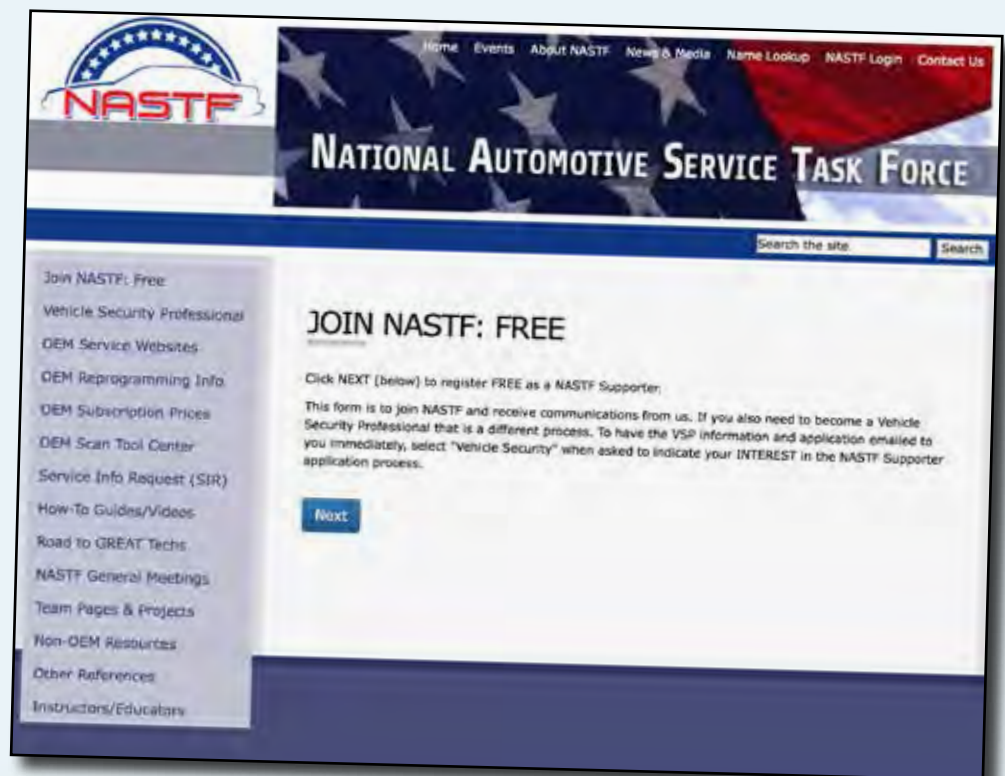 NASTF
Home Events About NASTF News & Media Name Lookup NASTF Login Contact Us
NATIONAL AUTOMOTIVE SERVICE TASK FORCE
Search the site Search
Join NASTF: Free
Vehicle Security Professional
OEM Service Websites
OEM Reprogramming Info
OEM Subscription Prices
OEM Scan Tool Center
Service Info Request (SIR)
How-To Guides/Videos
Road to GREAT Techs
NASTF General Meetings
Team Pages & Projects
Non-OEM Resources
Other References
Instructors/Educators
JOIN NASTF: FREE
Click NEXT (below) to register FREE as a NASTF Supporter.
This form is to join NASTF and receive communications from us. If you also need to become a Vehicle
Security Professional that is a different process. To have the VSP information and application emailed to
you immediately, select "Vehicle Security" when asked to indicate your INTEREST in the NASTF Supporter
application process.
Next